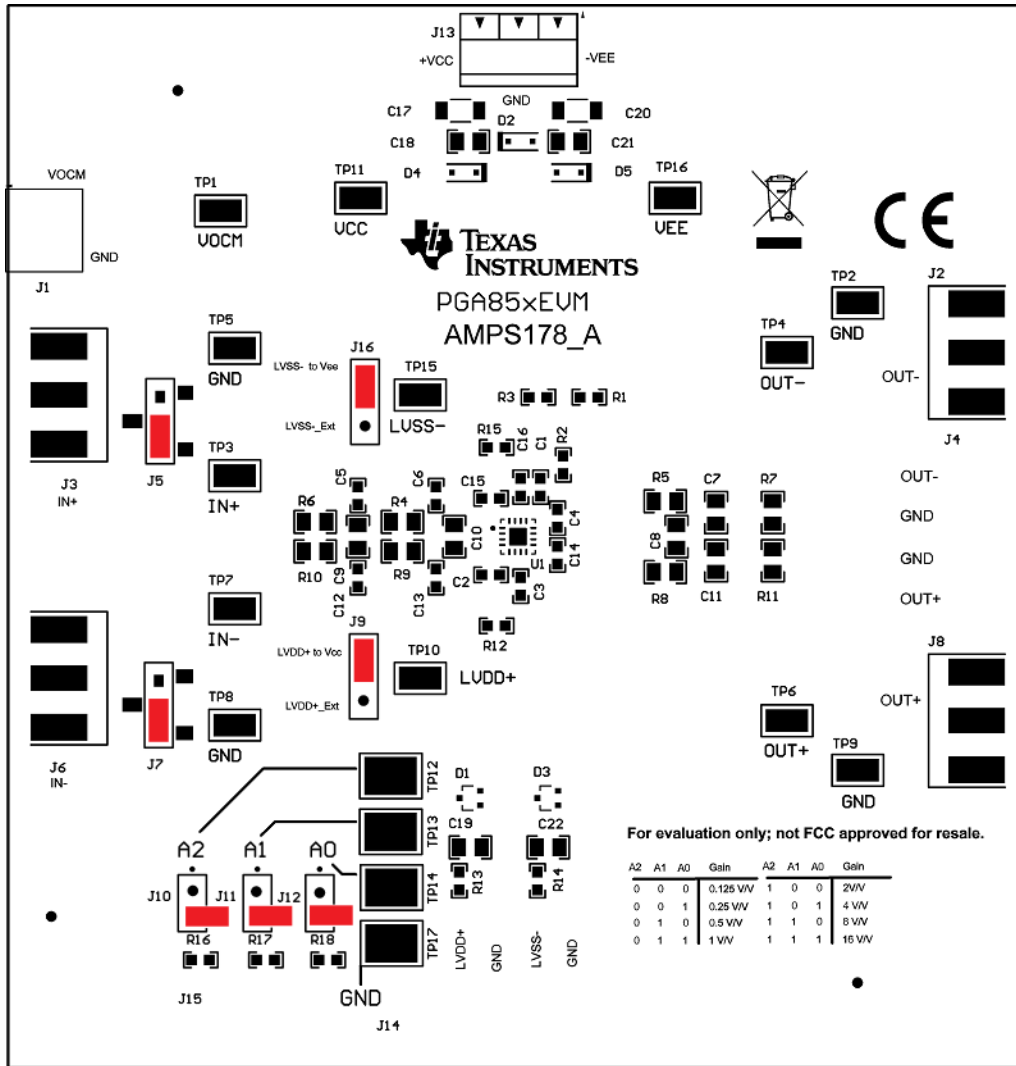 J13
+VCC
-VEE
GND
C17
C20
D2
C18
C21
D4
D5
VOCM
TP1
VOCM
TP11
VCC
TP16
VEE
GND
J1
CE
TEXAS
INSTRUMENTS
PGA85xEVM
AMPS178_A
TP2
GND
J2
TP4
OUT-
OUT-
J4
TP5
GND
J16
LVSS- to Vee
LVSS-_Ext
TP15
LVSS-
R3
R1
J3
IN+
J5
TP3
IN+
R15
C16
C1
R2
C5
C6
C15
R6
R4
C4
C10
C14
U1
R10
C9
R9
C2
C3
C12
C13
R12
R5
C7
R7
C8
R8
C11
R11
OUT-
GND
GND
OUT+
TP7
IN-
J9
LVDD+ to Vcc
LVDD+_Ext
TP10
LVDD+
J8
OUT+
TP6
OUT+
TP9
GND
TP8
GND
J6
IN-
J7
TP12
TP13
TP14
TP17
D1
D3
C19
C22
R13
R14
A2
A1
A0
J10
J11
J12
R16
R17
R18
LVDD+
GND
LVSS-
GND
J15
GND
J14
For evaluation only; not FCC approved for resale.
A2 A1 A0 Gain A2 A1 A0 Gain
0 0 0 0.125 V/V 1 0 0 2V/V
0 0 1 0.25 V/V 1 0 1 4 V/V
0 1 0 0.5 V/V 1 1 0 8 V/V
0 1 1 1 V/V 1 1 1 16 V/V